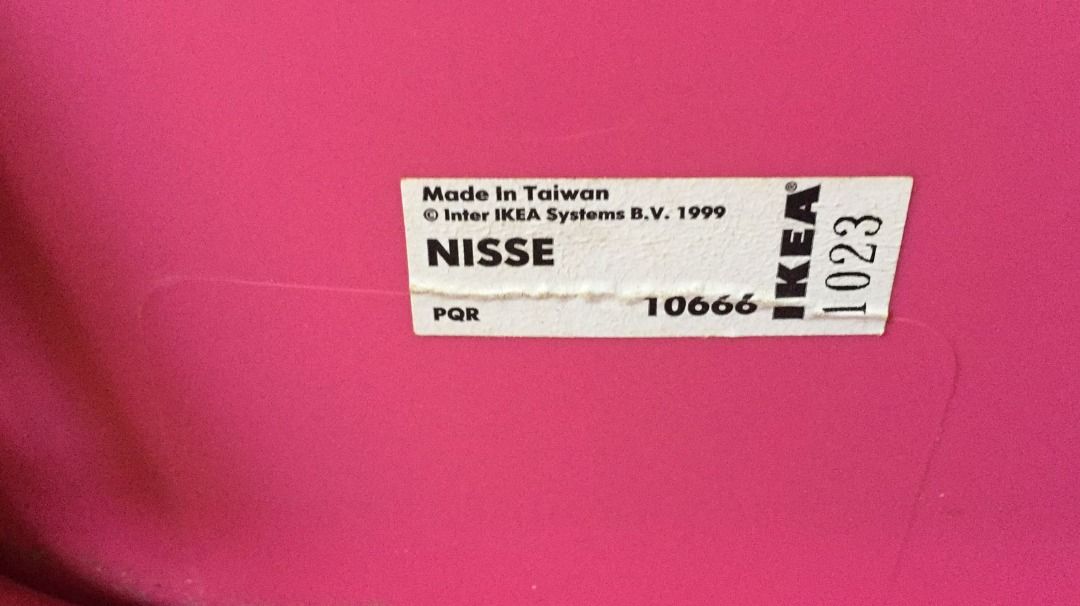 Made In Taiwan
© Inter IKEA Systems B.V. 1999
NISSE
PQR 10666
IKEA®
1023